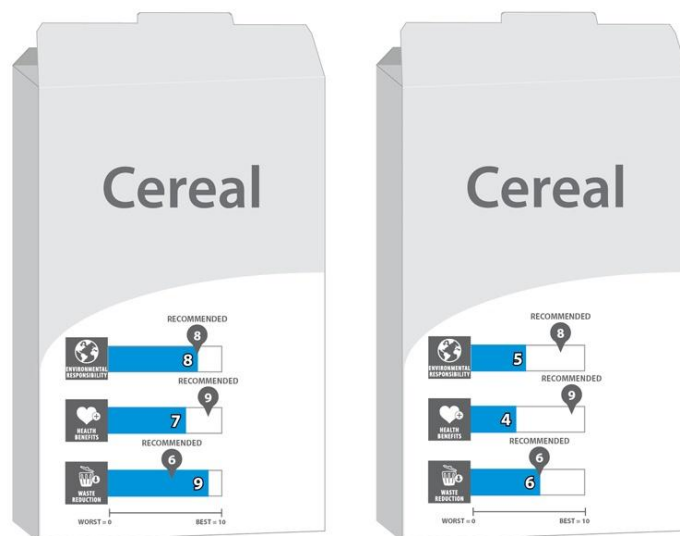 Cereal
RECOMMENDED
8
8
ENVIRONMENTAL
RESPONSIBILITY
RECOMMENDED
9
7
HEALTH
BENEFITS
RECOMMENDED
6
9
WASTE
REDUCTION
WORST = 0
BEST = 10
Cereal
RECOMMENDED
8
5
ENVIRONMENTAL
RESPONSIBILITY
RECOMMENDED
9
4
HEALTH
BENEFITS
RECOMMENDED
6
6
WASTE
REDUCTION
WORST = 0
BEST = 10